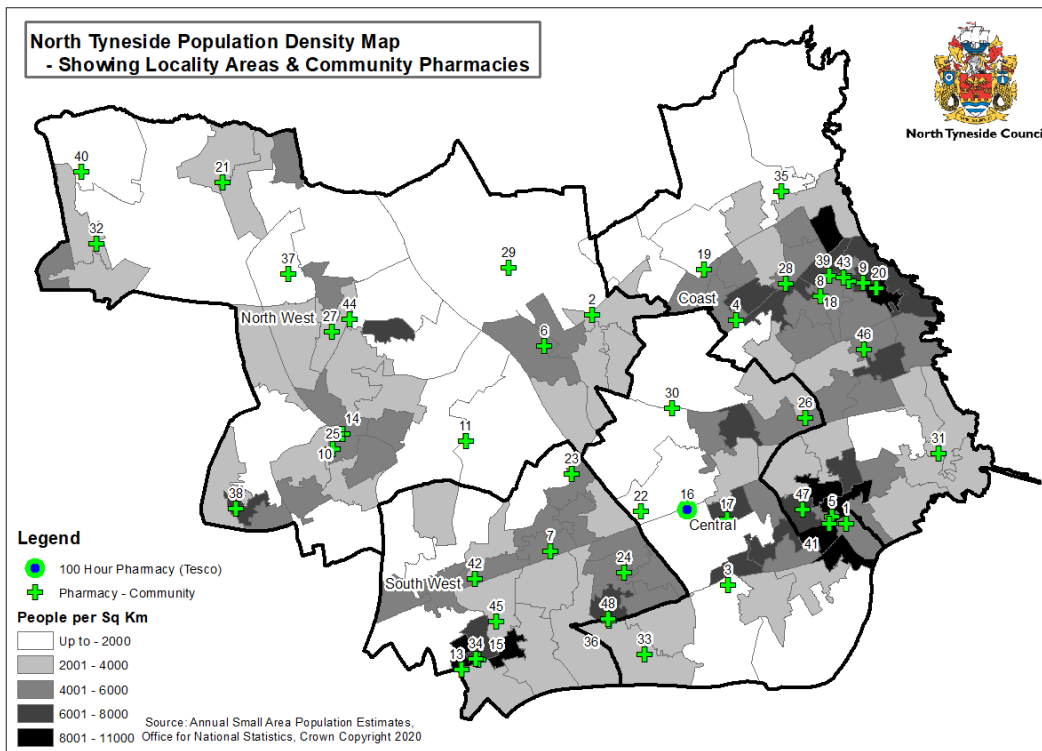 North Tyneside Population Density Map
- Showing Locality Areas & Community Pharmacies
North Tyneside Council
40
21
35
32
19
37
29
39
43
9
20
28
8
18
2
Coast
4
44
North West
27
6
46
30
26
14
25
10
11
31
23
38
22
16
17
47
5
1
Central
41
7
24
42
South West
3
45
48
36
33
34
15
13
Legend
100 Hour Pharmacy (Tesco)
Pharmacy - Community
People per Sq Km
Up to - 2000
2001 - 4000
4001 - 6000
6001 - 8000
8001 - 11000
Source: Annual Small Area Population Estimates,
Office for National Statistics, Crown Copyright 2020